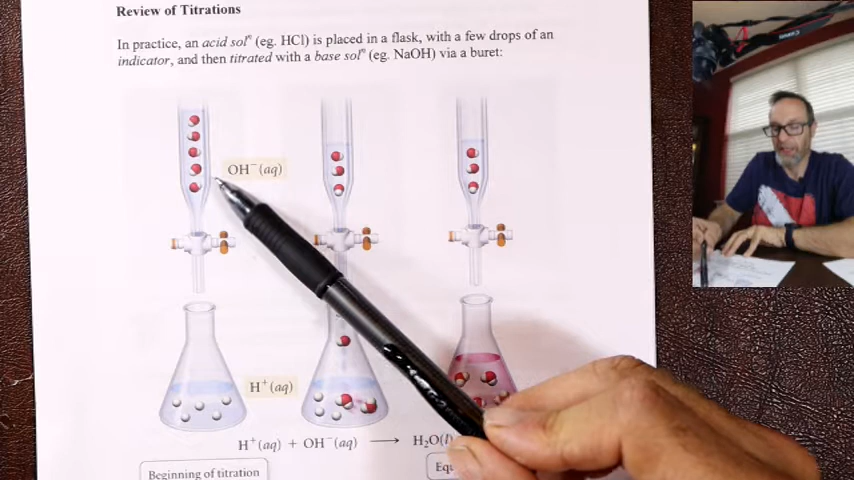 Review of Titrations
In practice, an acid solⁿ (eg. HCl) is placed in a flask, with a few drops of an
indicator, and then titrated with a base solⁿ (eg. NaOH) via a buret:
OH⁻(aq)
H⁺(aq)
H⁺(aq) + OH⁻(aq) ⟶ H₂O(l)
Beginning of titration